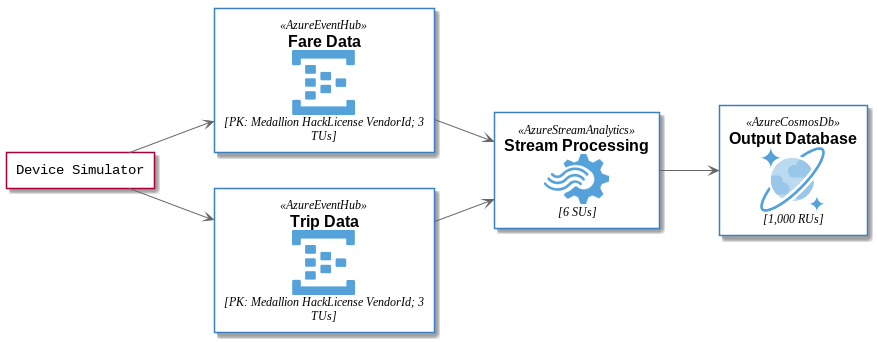 Device Simulator
«AzureEventHub»
Fare Data
[PK: Medallion HackLicense VendorId; 3
TUs]
«AzureEventHub»
Trip Data
[PK: Medallion HackLicense VendorId; 3
TUs]
«AzureStreamAnalytics»
Stream Processing
[6 SUs]
«AzureCosmosDb»
Output Database
[1,000 RUs]